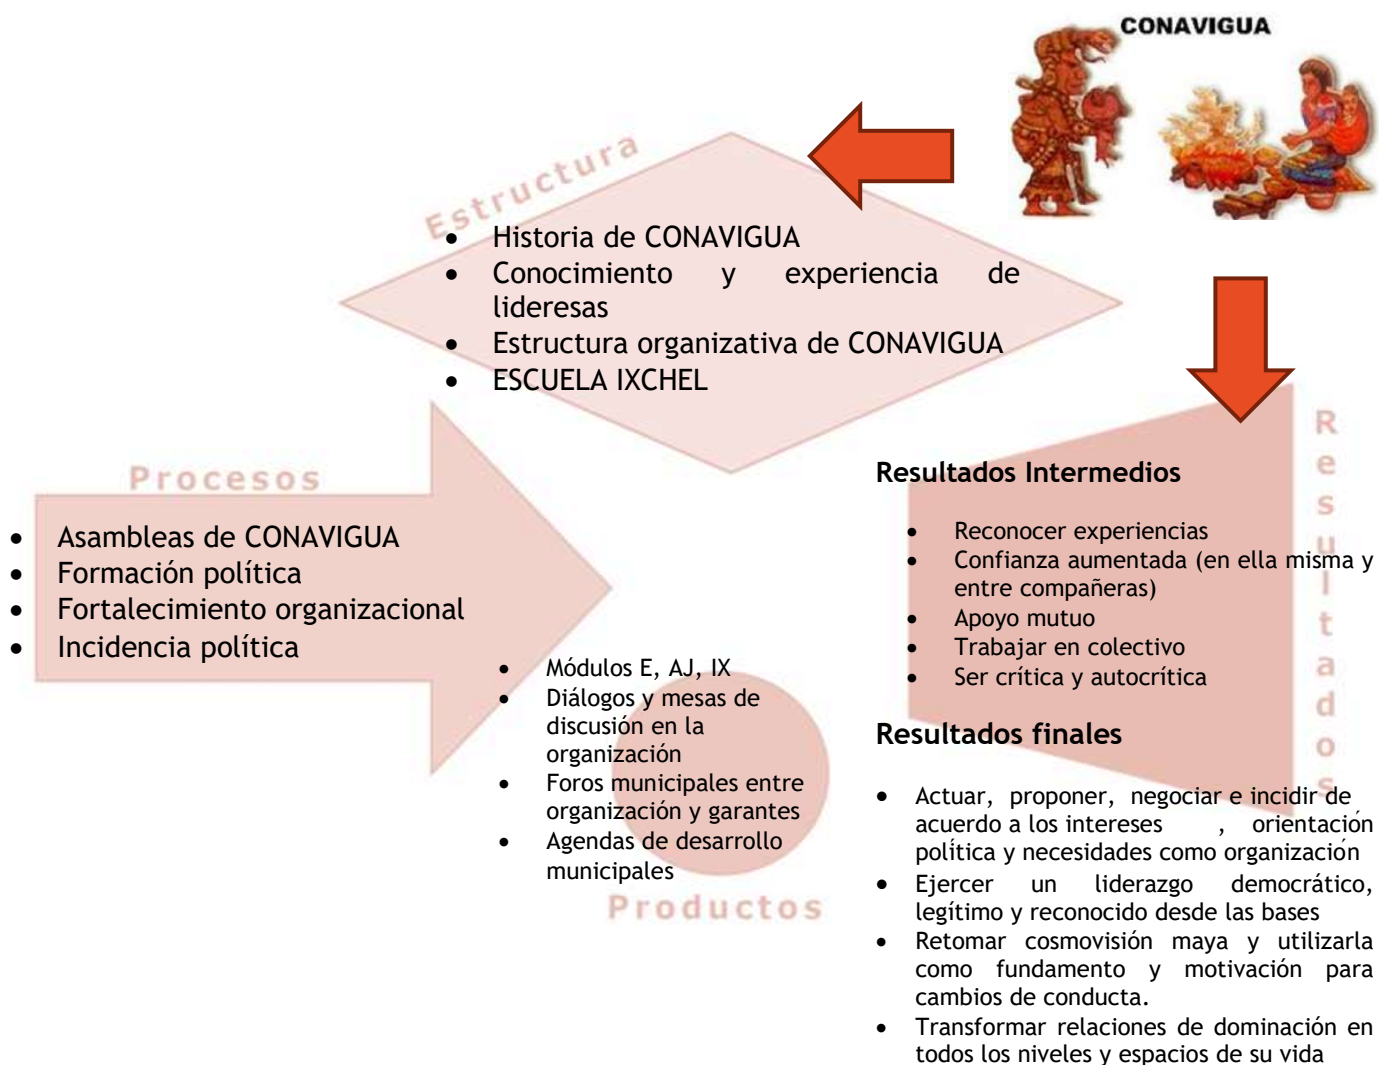 CONAVIGUA
Estructura
• Historia de CONAVIGUA
• Conocimiento y experiencia de
lideresas
• Estructura organizativa de CONAVIGUA
• ESCUELA IXCHEL
Procesos
• Asambleas de CONAVIGUA
• Formación política
• Fortalecimiento organizacional
• Incidencia política
• Módulos E, AJ, IX
• Diálogos y mesas de
discusión en la
organización
• Foros municipales entre
organización y garantes
• Agendas de desarrollo
municipales
Productos
Resultados
Resultados Intermedios
• Reconocer experiencias
• Confianza aumentada (en ella misma y
entre compañeras)
• Apoyo mutuo
• Trabajar en colectivo
• Ser crítica y autocrítica
Resultados finales
• Actuar, proponer, negociar e incidir de
acuerdo a los intereses , orientación
política y necesidades como organización
• Ejercer un liderazgo democrático,
legítimo y reconocido desde las bases
• Retomar cosmovisión maya y utilizarla
como fundamento y motivación para
cambios de conducta.
• Transformar relaciones de dominación en
todos los niveles y espacios de su vida